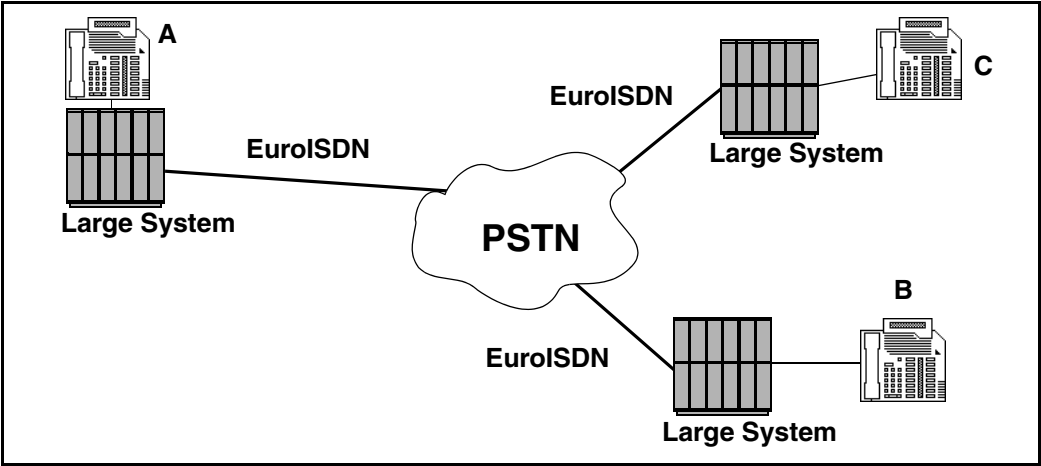 A
EuroISDN
Large System
PSTN
EuroISDN
Large System
C
B
EuroISDN
Large System